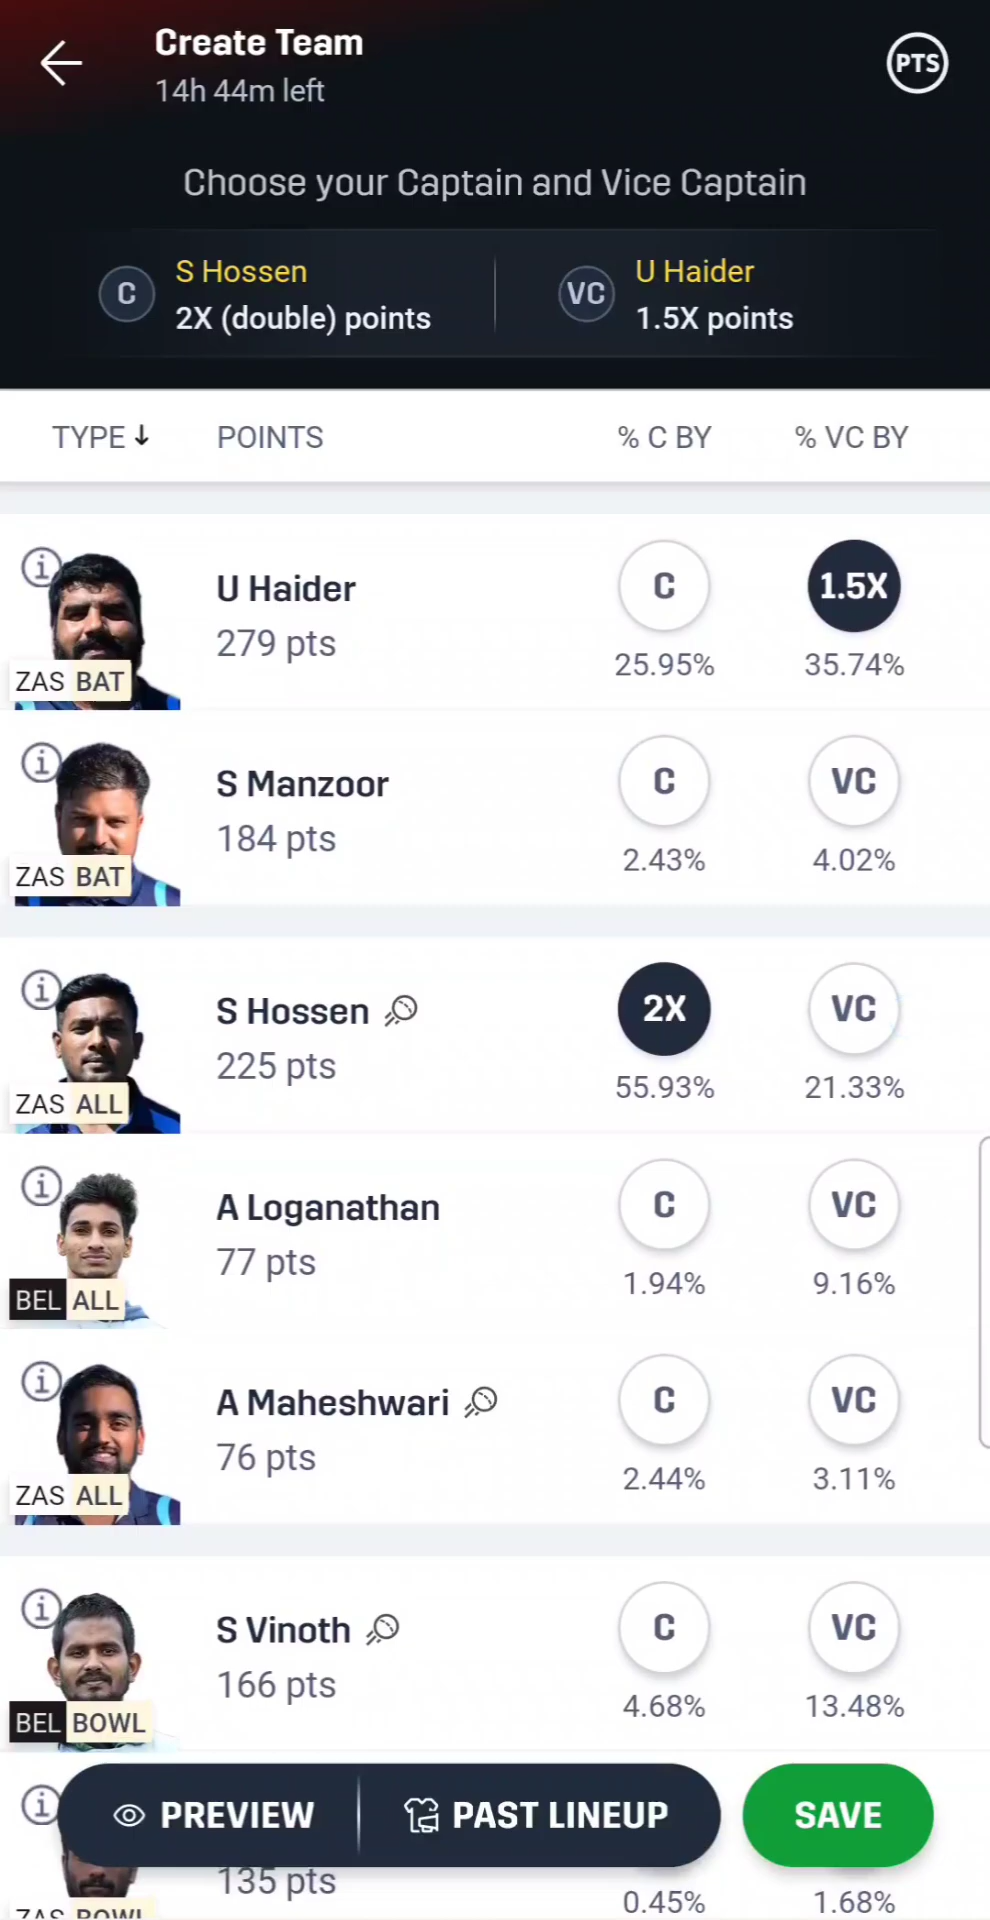 Create Team
14h 44m left
PTS
Choose your Captain and Vice Captain
C
S Hossen
2X (double) points
VC
U Haider
1.5X points
TYPE ↓ POINTS % C BY % VC BY
U Haider
279 pts
ZAS BAT
C
25.95%
1.5X
35.74%
S Manzoor
184 pts
ZAS BAT
C
2.43%
VC
4.02%
S Hossen
225 pts
ZAS ALL
2X
55.93%
VC
21.33%
A Loganathan
77 pts
BEL ALL
C
1.94%
VC
9.16%
A Maheshwari
76 pts
ZAS ALL
C
2.44%
VC
3.11%
S Vinoth
166 pts
BEL BOWL
C
4.68%
VC
13.48%
PREVIEW
PAST LINEUP
SAVE
135 pts
0.45%
1.68%
ZAS BOWL